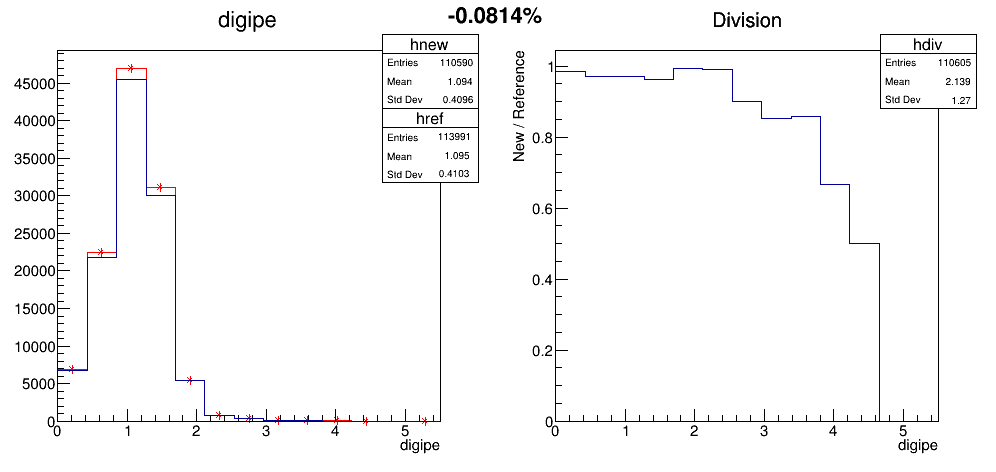 -0.0814%
digipe
hnew
Entries 110590
Mean 1.094
Std Dev 0.4096
href
Entries 113991
Mean 1.095
Std Dev 0.4103
45000
40000
35000
30000
25000
20000
15000
10000
5000
0
0 1 2 3 4 5
digipe
Division
hdiv
Entries 110605
Mean 2.139
Std Dev 1.27
New / Reference
1
0.8
0.6
0.4
0.2
0
0 1 2 3 4 5
digipe